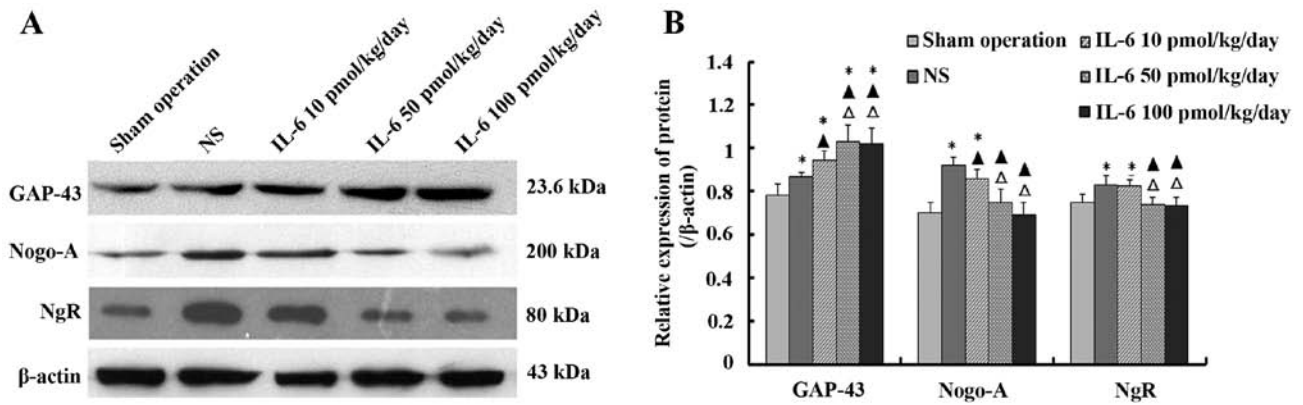 A
Sham operation
NS
IL-6 10 pmol/kg/day
IL-6 50 pmol/kg/day
IL-6 100 pmol/kg/day
GAP-43
23.6 kDa
Nogo-A
200 kDa
NgR
80 kDa
β-actin
43 kDa
B
Sham operation
NS
IL-6 10 pmol/kg/day
IL-6 50 pmol/kg/day
IL-6 100 pmol/kg/day
Relative expression of protein
(/β-actin)
1.4
1.2
1
0.8
0.6
0.4
0.2
0
* * * *
▲ ▲ ▲
Δ Δ
* *
▲ ▲ ▲
Δ Δ
* *
▲ ▲
Δ Δ
GAP-43
Nogo-A
NgR